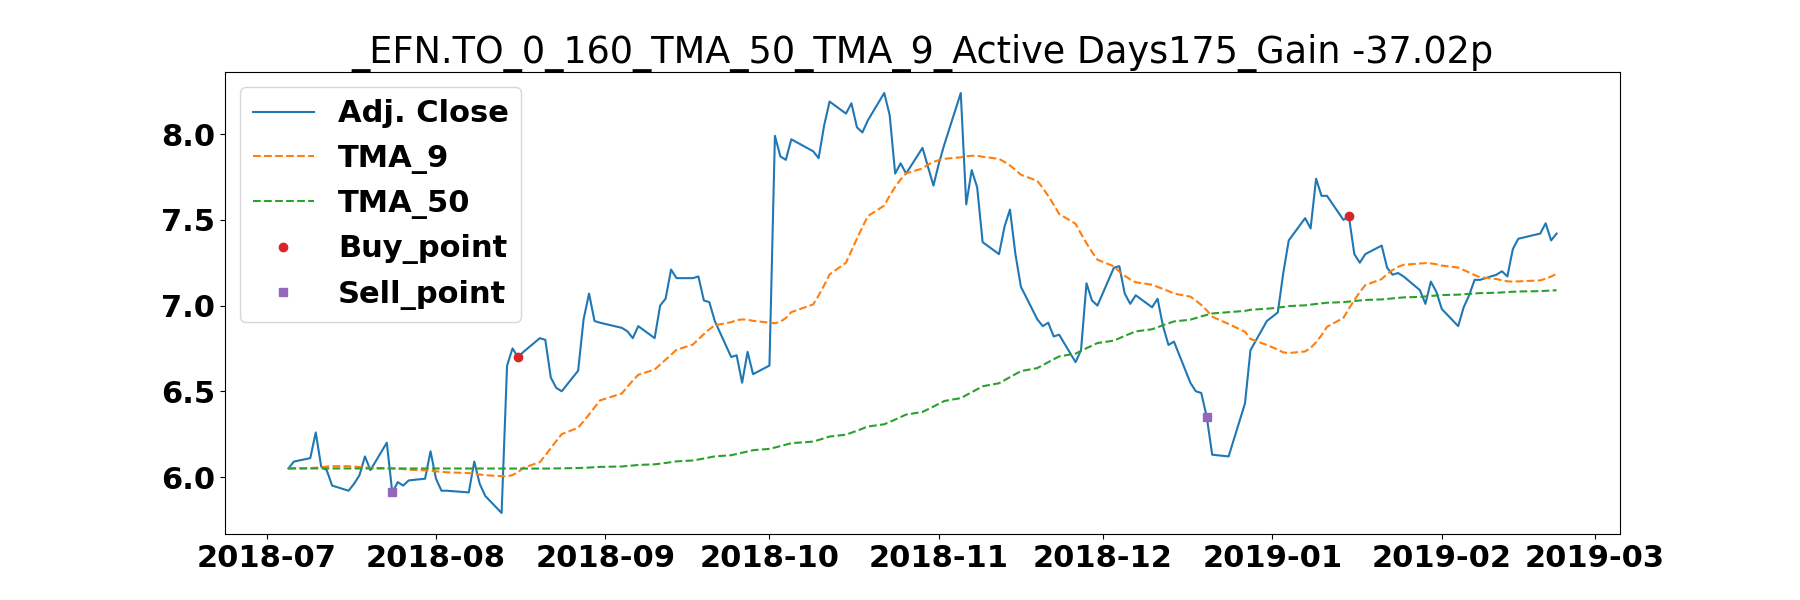 _EFN.TO_0_160_TMA_50_TMA_9_Active Days175_Gain -37.02p
Adj. Close
TMA_9
TMA_50
Buy_point
Sell_point
8.0
7.5
7.0
6.5
6.0
2018-07 2018-08 2018-09 2018-10 2018-11 2018-12 2019-01 2019-02 2019-03